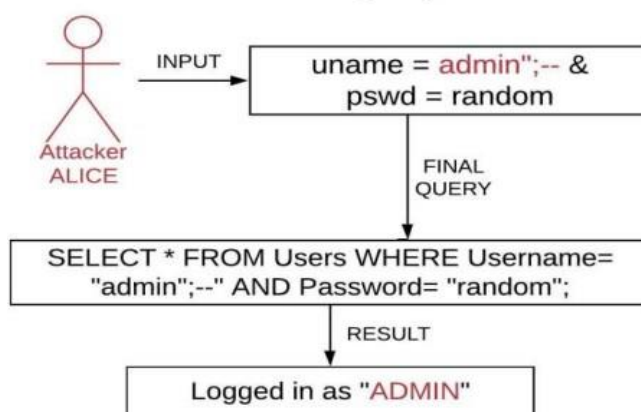 INPUT
uname = admin";-- &
pswd = random
Attacker
ALICE
FINAL
QUERY
SELECT * FROM Users WHERE Username=
"admin";--" AND Password= "random";
RESULT
Logged in as "ADMIN"